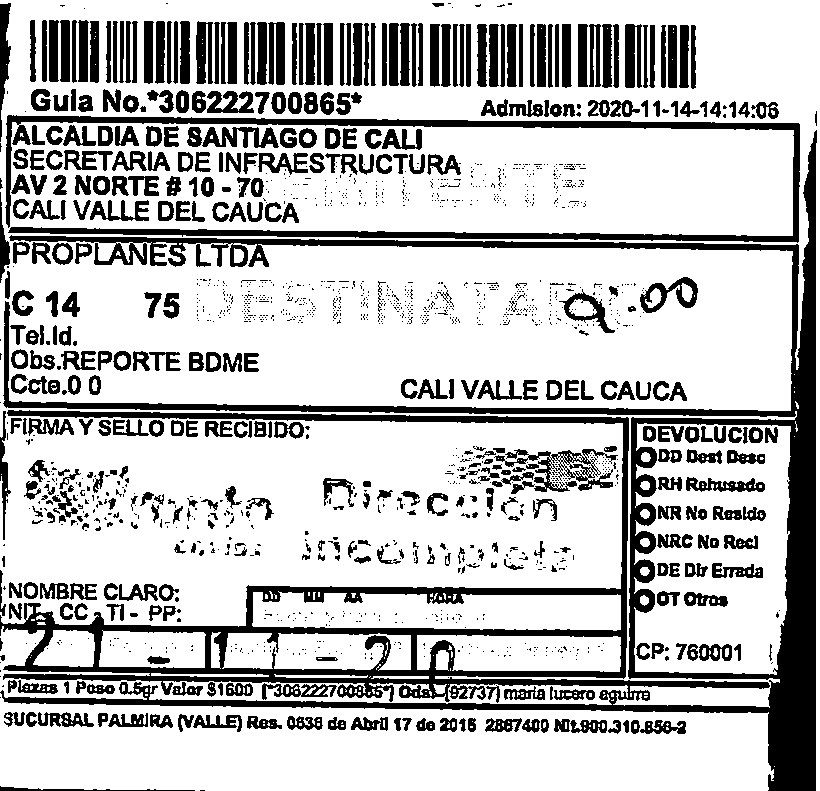 Guia No.*306222700865*
Admision: 2020-11-14-14:14:06
ALCALDIA DE SANTIAGO DE CALI
SECRETARIA DE INFRAESTRUCTURA
AV 2 NORTE # 10 - 70
CALI VALLE DEL CAUCA
PROPLANES LTDA
DESTINATARIO
9:00
C 14 75
Tel.Id.
Obs.REPORTE BDME
Ccte.0 0
CALI VALLE DEL CAUCA
FIRMA Y SELLO DE RECIBIDO:
Dirección
incompleta
DEVOLUCION
DD Dest Desc
RH Rehusado
NR No Resido
NRC No Recl
DE Dir Errada
OT Otros
CP: 760001
NOMBRE CLARO:
NIT - CC - TI - PP:
DD MM AA HORA
21 - 11 - 20
Piezas 1 Peso 0.5gr Valor $1600 (*306222700865*) Ods: (92737) maria lucero aguirre
SUCURSAL PALMIRA (VALLE) Res. 0636 de Abril 17 de 2015 2867400 Nit.900.310.856-2